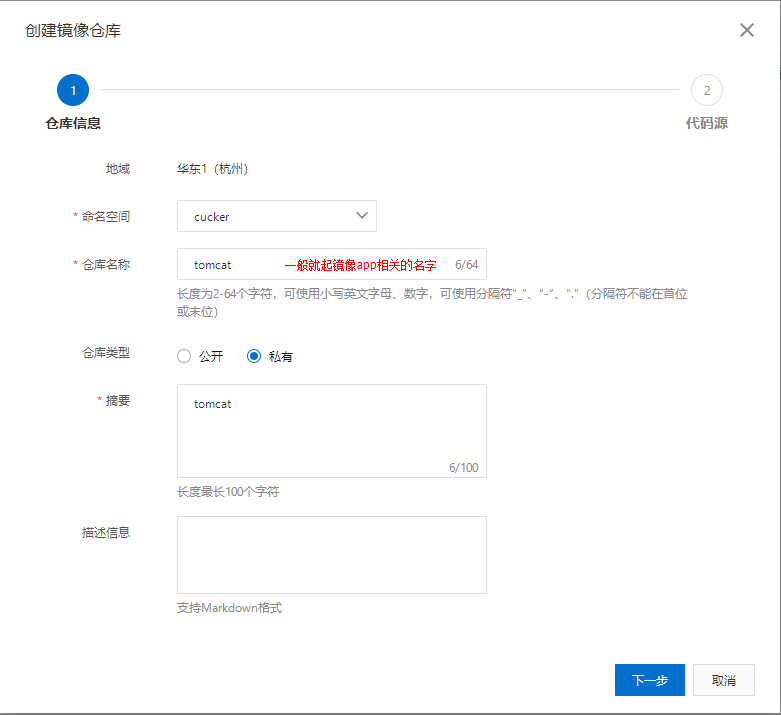 创建镜像仓库
1
2
仓库信息
代码源
地域 华东1（杭州）
* 命名空间 cucker
* 仓库名称 tomcat 一般就起镜像app相关的名字 6/64
长度为2-64个字符，可使用小写英文字母、数字，可使用分隔符“_”、“-”、“.”（分隔符不能在首位
或末位）
仓库类型 公开 私有
* 摘要 tomcat
6/100
长度最长100个字符
描述信息
支持Markdown格式
下一步 取消